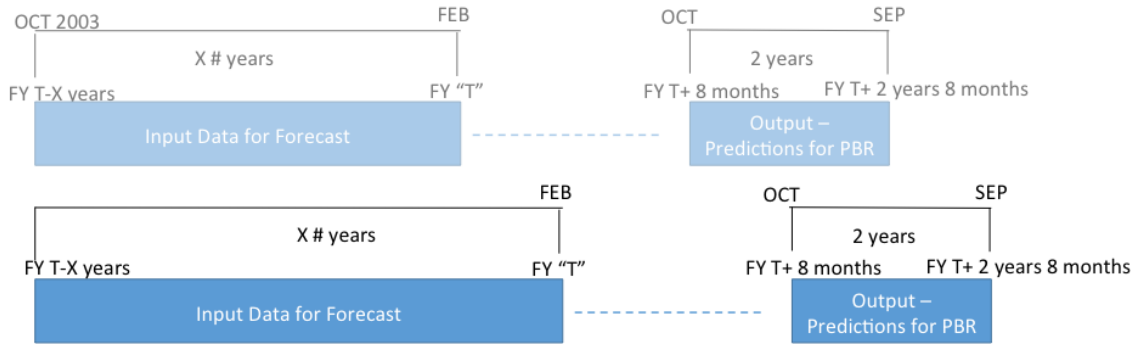 OCT 2003
FEB
OCT
SEP
X # years
2 years
FY T-X years
FY “T”
FY T+ 8 months
FY T+ 2 years 8 months
Input Data for Forecast
Output –
Predictions for PBR
FEB
OCT
SEP
X # years
2 years
FY T-X years
FY “T”
FY T+ 8 months
FY T+ 2 years 8 months
Input Data for Forecast
Output –
Predictions for PBR